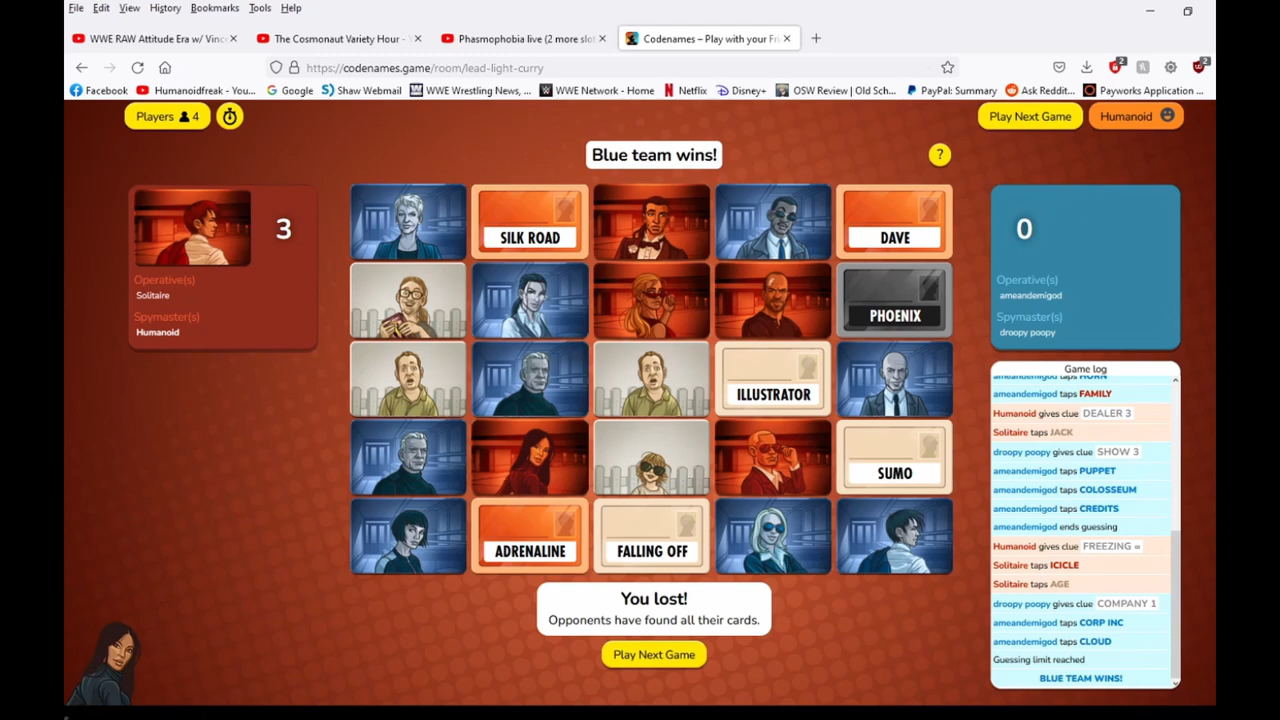 File Edit View History Bookmarks Tools Help
WWE RAW Attitude Era w/ Vinc
The Cosmonaut Variety Hour -
Phasmophobia live (2 more slot
Codenames – Play with your Fri
https://codenames.game/room/lead-light-curry
2
2
Facebook Humanoidfreak - You... Google Shaw Webmail WWE Wrestling News, ... WWE Network - Home Netflix Disney+ OSW Review | Old Sch... PayPal: Summary Ask Reddit... Payworks Application ...
Players 4
Play Next Game
Humanoid
Blue team wins!
?
3
Operative(s)
Solitaire
Spymaster(s)
Humanoid
SILK ROAD
DAVE
PHOENIX
ILLUSTRATOR
SUMO
ADRENALINE
FALLING OFF
0
Operative(s)
ameandemigod
Spymaster(s)
droopy poopy
Game log
ameandemigod taps HORN
ameandemigod taps FAMILY
Humanoid gives clue DEALER 3
Solitaire taps JACK
droopy poopy gives clue SHOW 3
ameandemigod taps PUPPET
ameandemigod taps COLOSSEUM
ameandemigod taps CREDITS
ameandemigod ends guessing
Humanoid gives clue FREEZING ∞
Solitaire taps ICICLE
Solitaire taps AGE
droopy poopy gives clue COMPANY 1
ameandemigod taps CORP INC
ameandemigod taps CLOUD
Guessing limit reached
BLUE TEAM WINS!
You lost!
Opponents have found all their cards.
Play Next Game